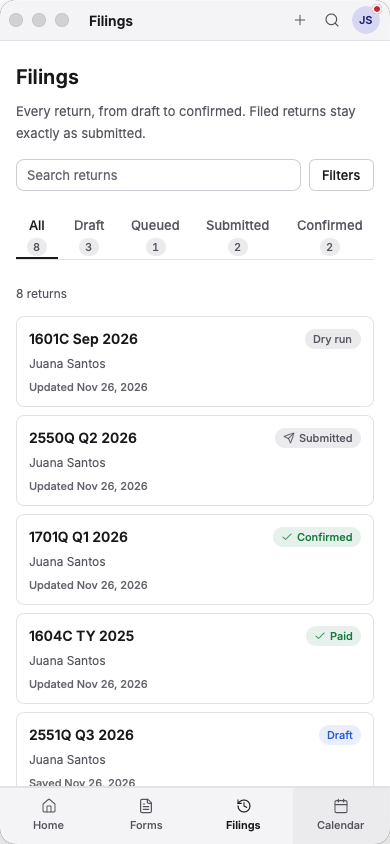 Filings
JS
Filings
Every return, from draft to confirmed. Filed returns stay
exactly as submitted.
Search returns
Filters
All
Draft
Queued
Submitted
Confirmed
8
3
1
2
2
8 returns
1601C Sep 2026
Dry run
Juana Santos
Updated Nov 26, 2026
2550Q Q2 2026
Submitted
Juana Santos
Updated Nov 26, 2026
1701Q Q1 2026
Confirmed
Juana Santos
Updated Nov 26, 2026
1604C TY 2025
Paid
Juana Santos
Updated Nov 26, 2026
2551Q Q3 2026
Draft
Juana Santos
Saved Nov 26, 2026
Home
Forms
Filings
Calendar